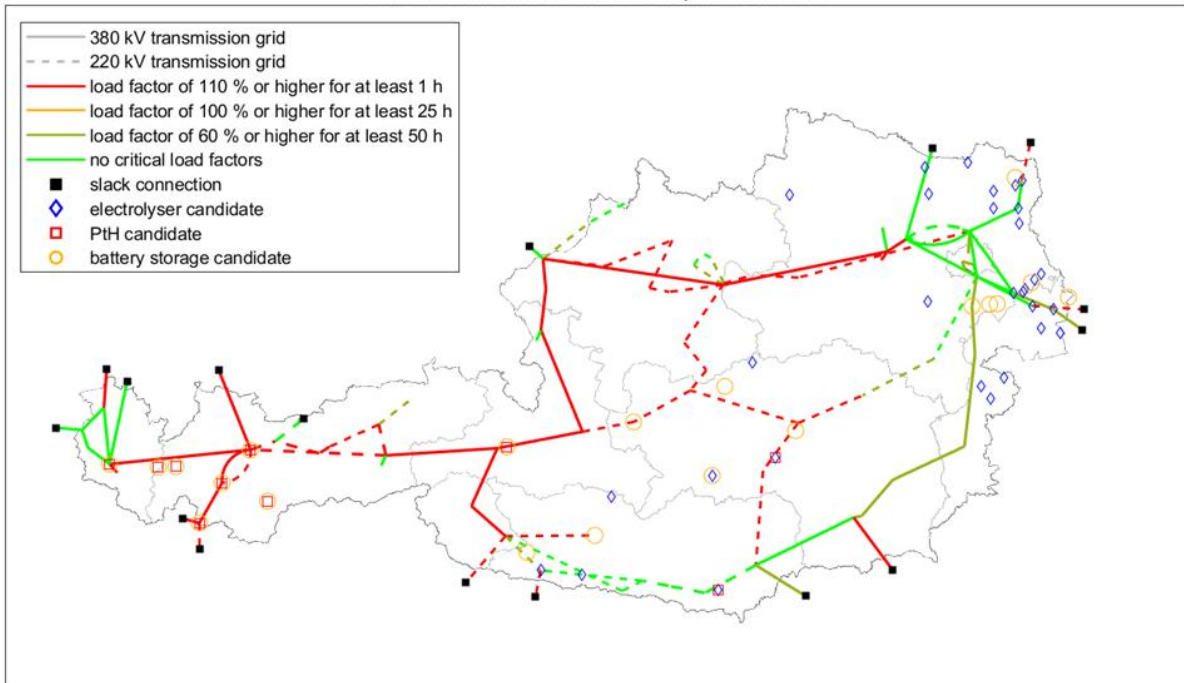 380 kV transmission grid
220 kV transmission grid
load factor of 110 % or higher for at least 1 h
load factor of 100 % or higher for at least 25 h
load factor of 60 % or higher for at least 50 h
no critical load factors
slack connection
electrolyser candidate
PtH candidate
battery storage candidate